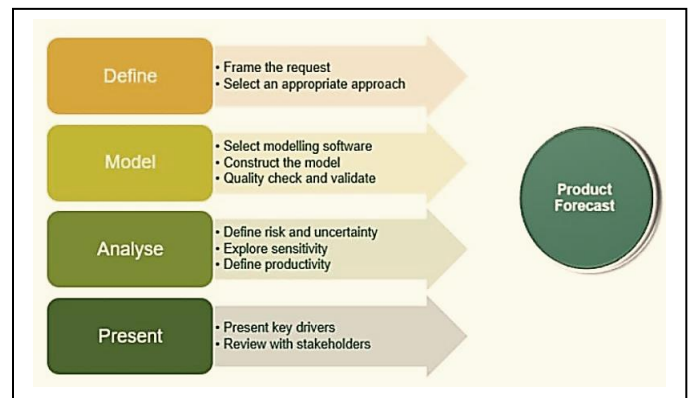 Define
• Frame the request
• Select an appropriate approach
Model
• Select modelling software
• Construct the model
• Quality check and validate
Analyse
• Define risk and uncertainty
• Explore sensitivity
• Define productivity
Present
• Present key drivers
• Review with stakeholders
Product
Forecast